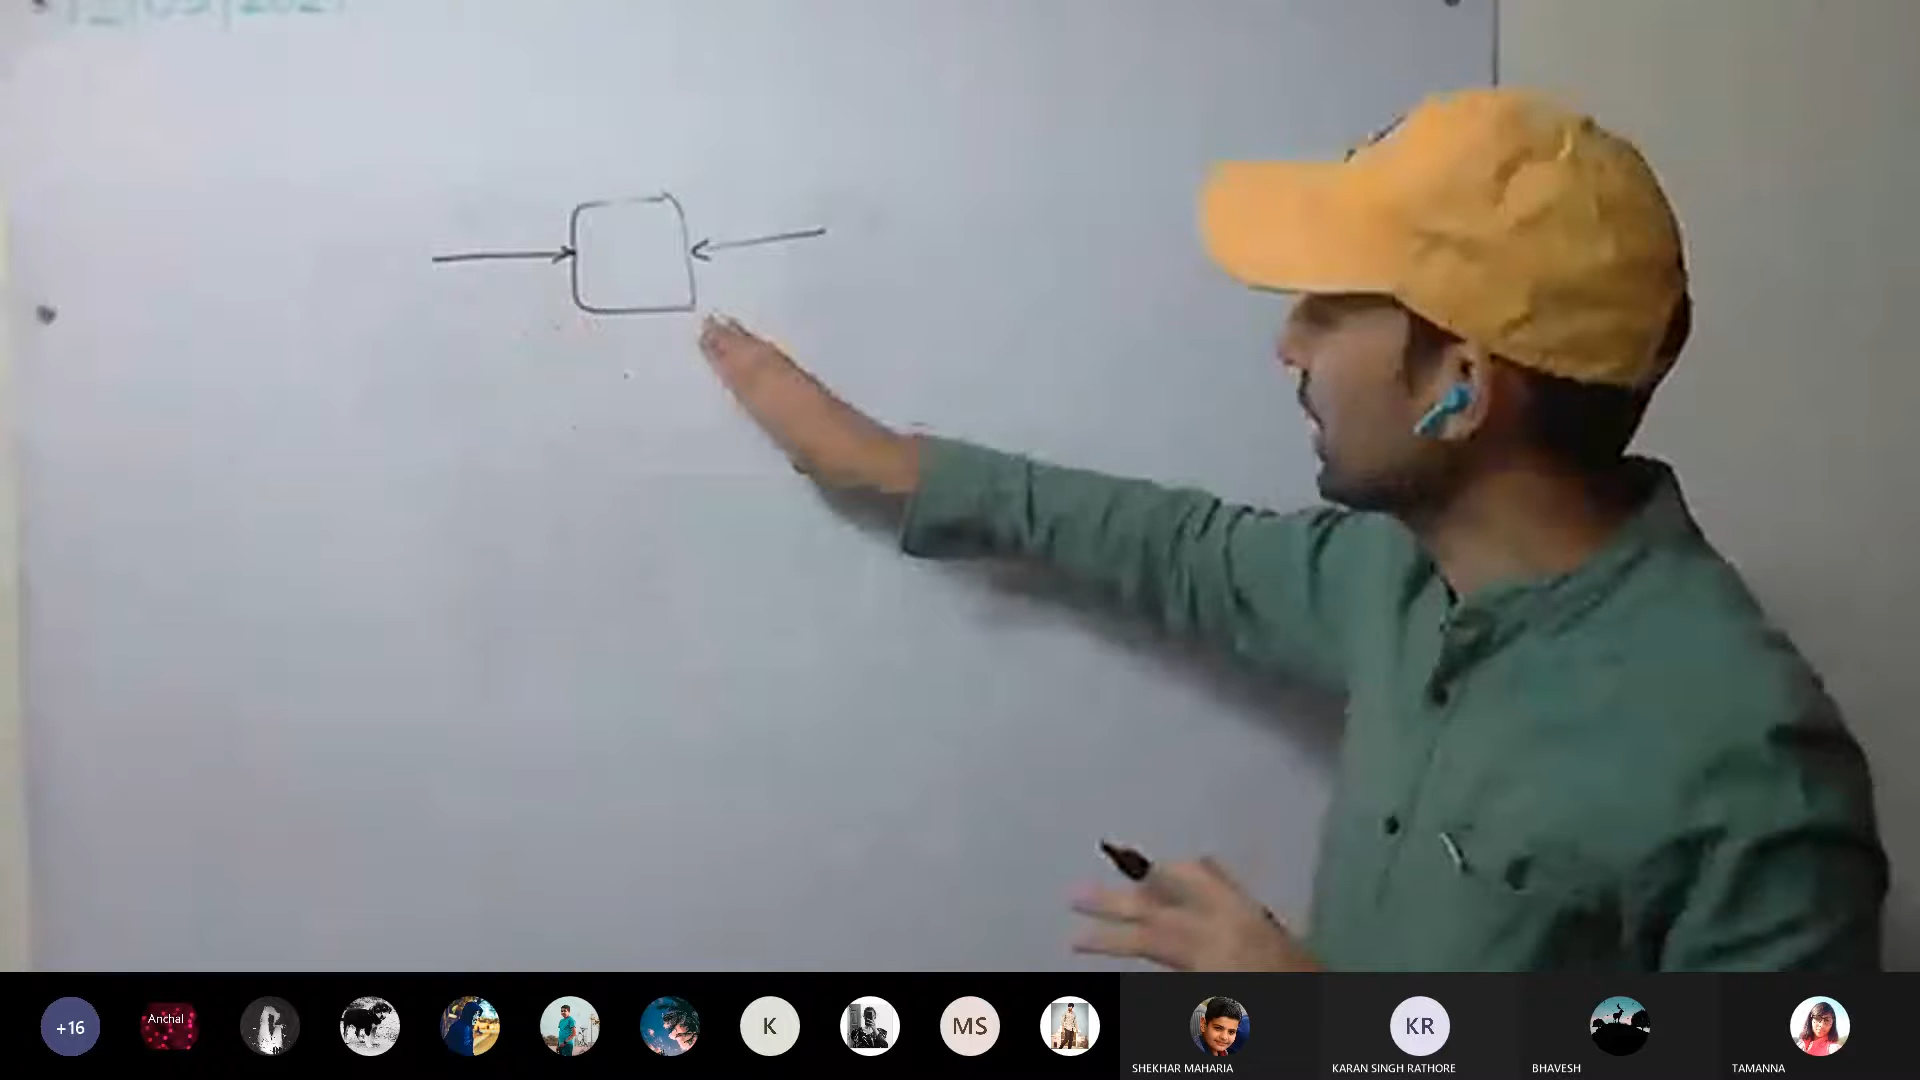 +16
Anchal
K
MS
KR
SHEKHAR MAHARIA
KARAN SINGH RATHORE
BHAVESH
TAMANNA